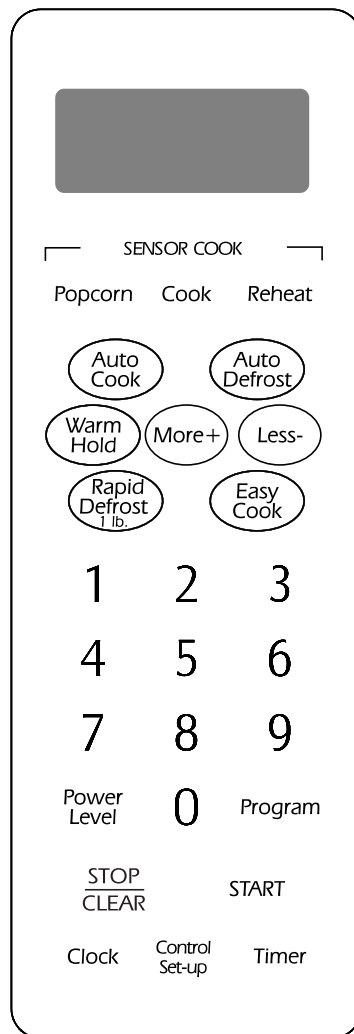 SENSOR COOK
Popcorn Cook Reheat
Auto
Cook
Auto
Defrost
Warm
Hold
More+
Less-
Rapid
Defrost
1 lb.
Easy
Cook
1 2 3
4 5 6
7 8 9
Power
Level
0
Program
STOP
CLEAR
START
Clock
Control
Set-up
Timer